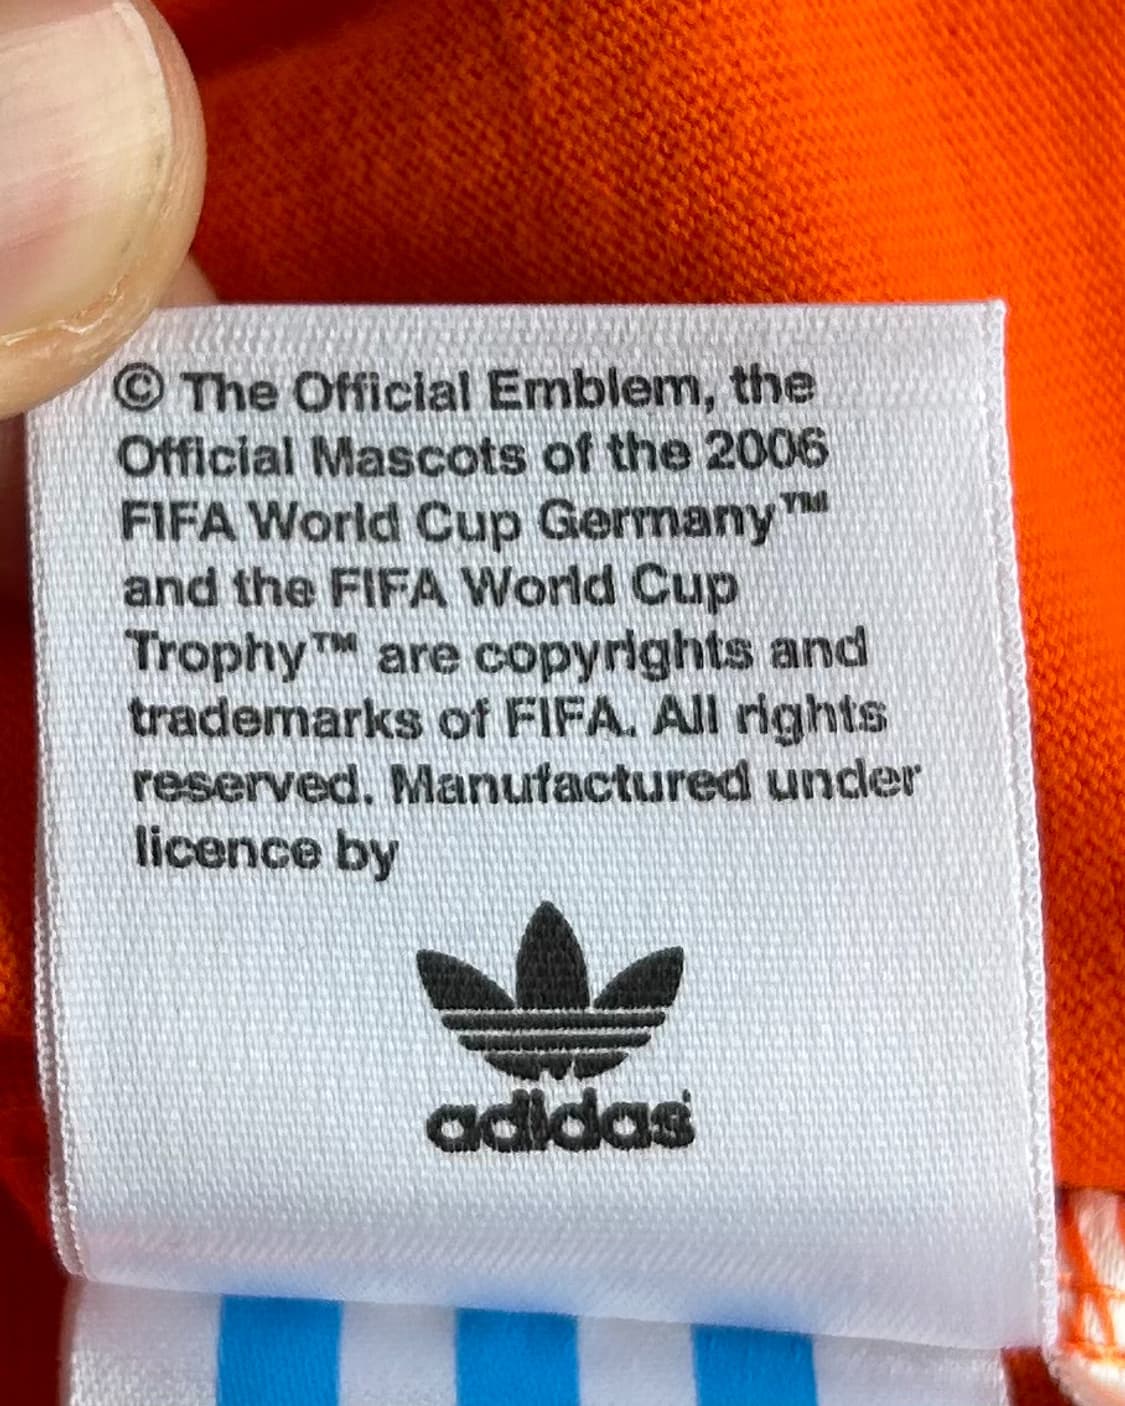 © The Official Emblem, the
Official Mascots of the 2006
FIFA World Cup Germany™
and the FIFA World Cup
Trophy™ are copyrights and
trademarks of FIFA. All rights
reserved. Manufactured under
licence by
adidas